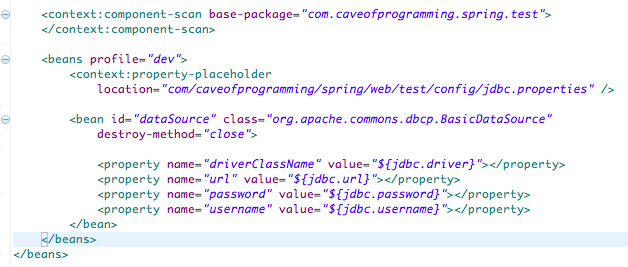 <context:component-scan base-package="com.caveofprogramming.spring.test">
</context:component-scan>
<beans profile="dev">
<context:property-placeholder
location="com/caveofprogramming/spring/web/test/config/jdbc.properties" />
<bean id="dataSource" class="org.apache.commons.dbcp.BasicDataSource"
destroy-method="close">
<property name="driverClassName" value="${jdbc.driver}"></property>
<property name="url" value="${jdbc.url}"></property>
<property name="password" value="${jdbc.password}"></property>
<property name="username" value="${jdbc.username}"></property>
</bean>
</beans>
</beans>